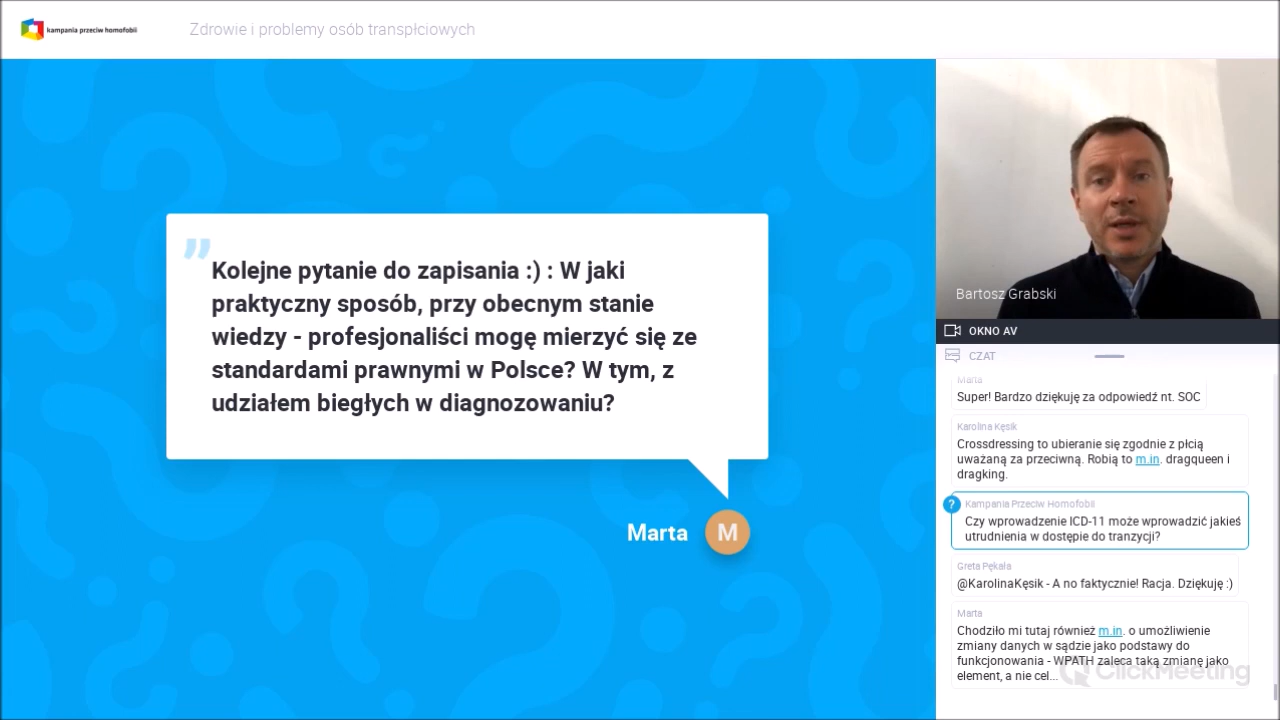 kampania przeciw homofobii
Zdrowie i problemy osób transpłciowych
Kolejne pytanie do zapisania :) : W jaki
praktyczny sposób, przy obecnym stanie
wiedzy - profesjonaliści mogę mierzyć się ze
standardami prawnymi w Polsce? W tym, z
udziałem biegłych w diagnozowaniu?
Marta
M
Bartosz Grabski
OKNO AV
CZAT
Marta
Super! Bardzo dziękuję za odpowiedź nt. SOC
Karolina Kęsik
Crossdressing to ubieranie się zgodnie z płcią
uważaną za przeciwną. Robią to m.in. dragqueen i
dragking.
?
Kampania Przeciw Homofobii
Czy wprowadzenie ICD-11 może wprowadzić jakieś
utrudnienia w dostępie do tranzycji?
Greta Pękała
@KarolinaKęsik - A no faktycznie! Racja. Dziękuję :)
Marta
Chodziło mi tutaj również m.in. o umożliwienie
zmiany danych w sądzie jako podstawy do
funkcjonowania - WPATH zaleca taką zmianę jako
element, a nie cel...
ClickMeeting